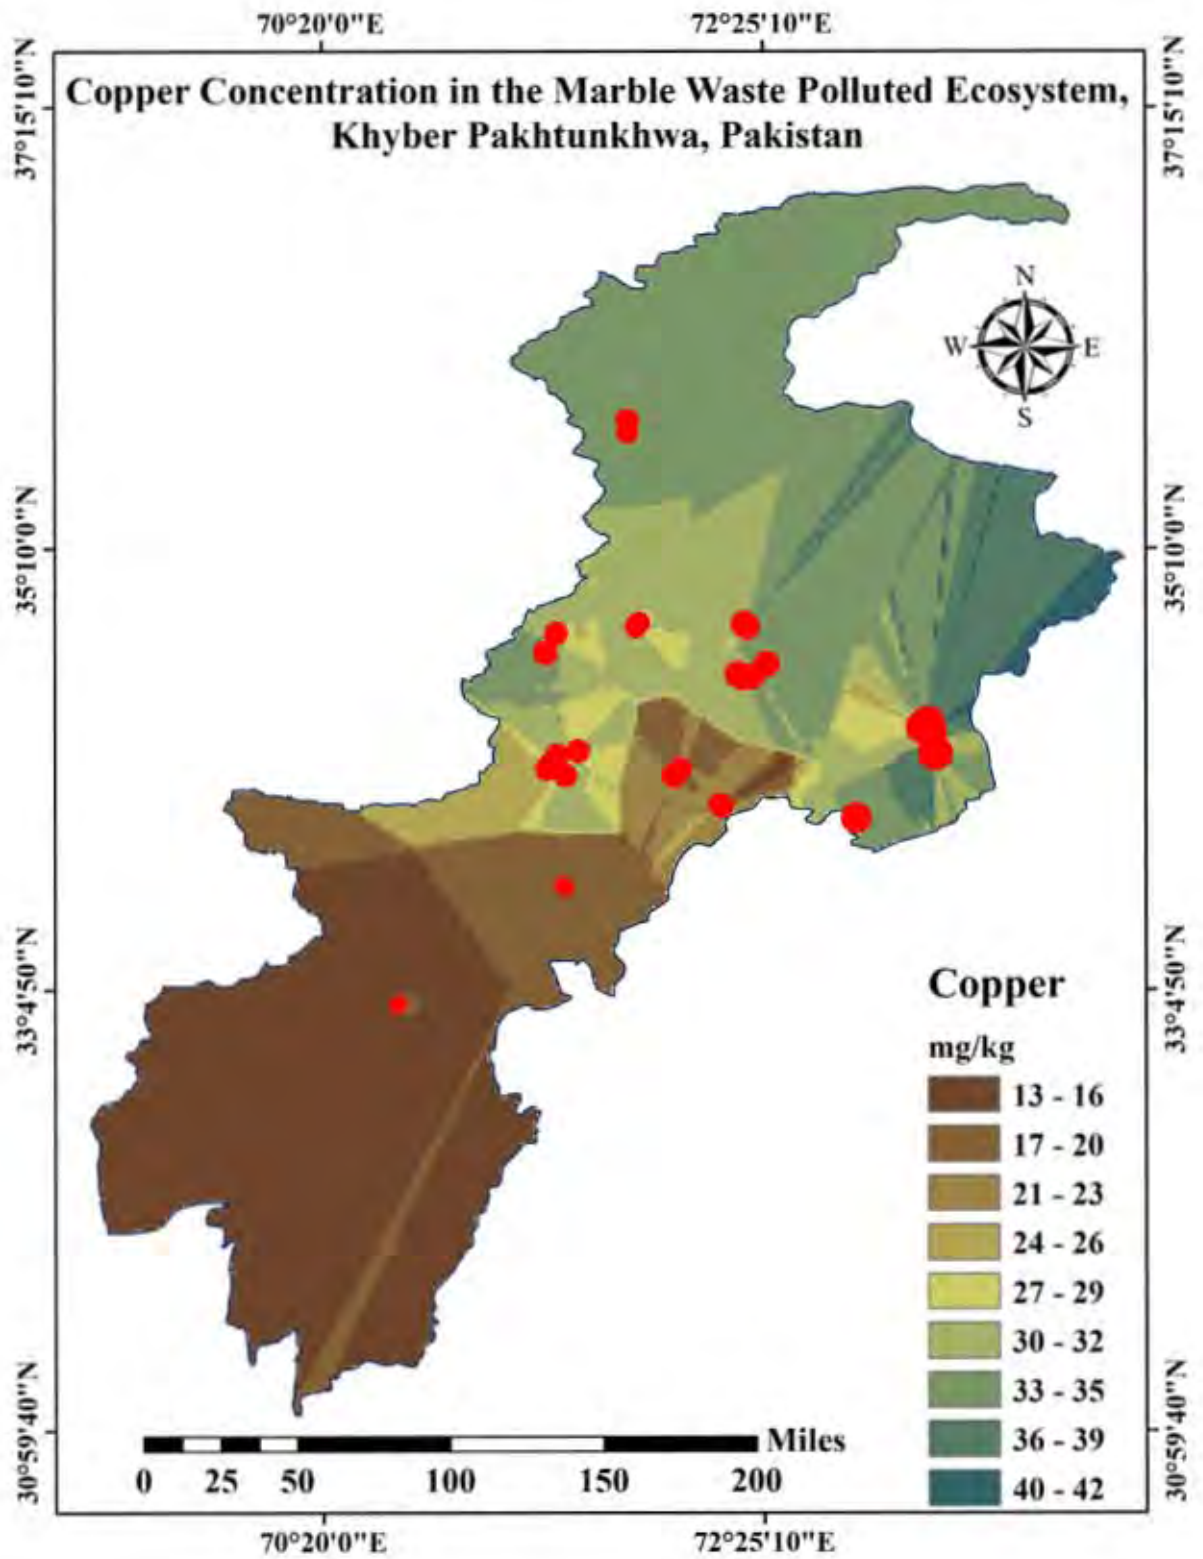 70°20'0"E 72°25'10"E
Copper Concentration in the Marble Waste Polluted Ecosystem,
Khyber Pakhtunkhwa, Pakistan
37°15'10"N 37°15'10"N
N
W E
S
35°10'0"N 35°10'0"N
33°4'50"N 33°4'50"N
Copper
mg/kg
13 - 16
17 - 20
21 - 23
24 - 26
27 - 29
30 - 32
33 - 35
36 - 39
40 - 42
30°59'40"N 30°59'40"N
Miles
0 25 50 100 150 200
70°20'0"E 72°25'10"E